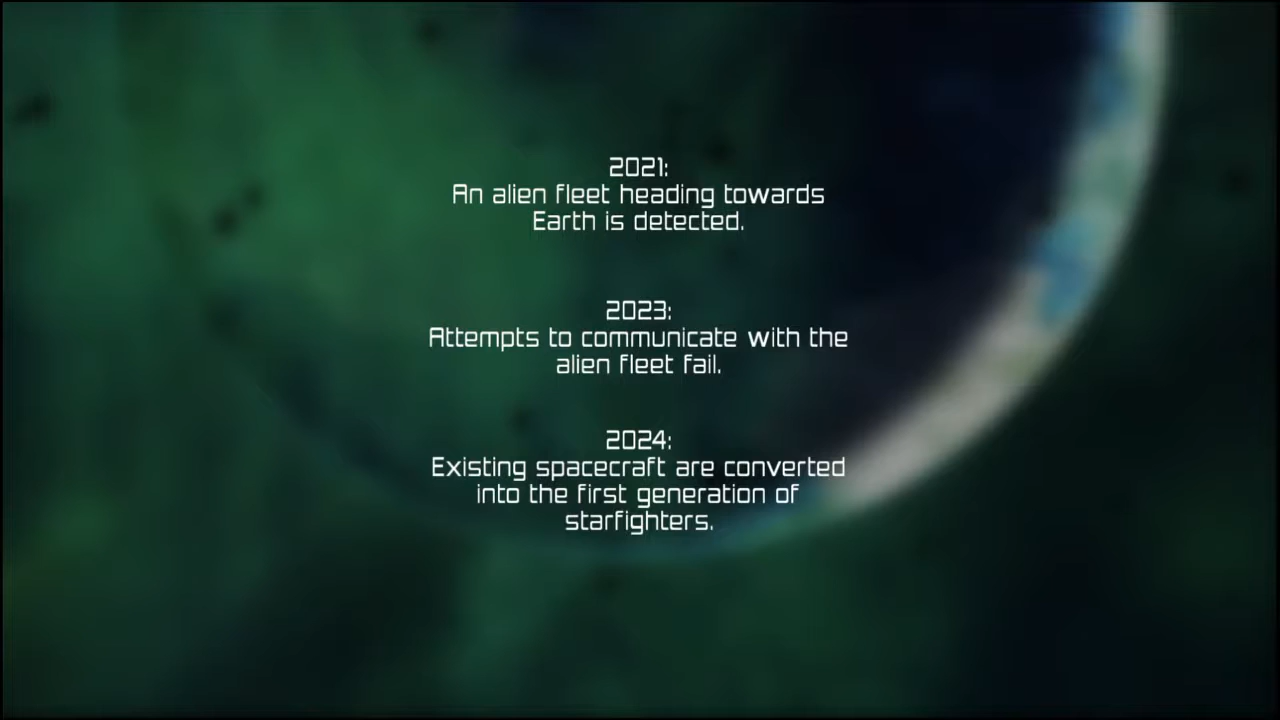 2021:
An alien fleet heading towards
Earth is detected.
2023:
Attempts to communicate with the
alien fleet fail.
2024:
Existing spacecraft are converted
into the first generation of
starfighters.